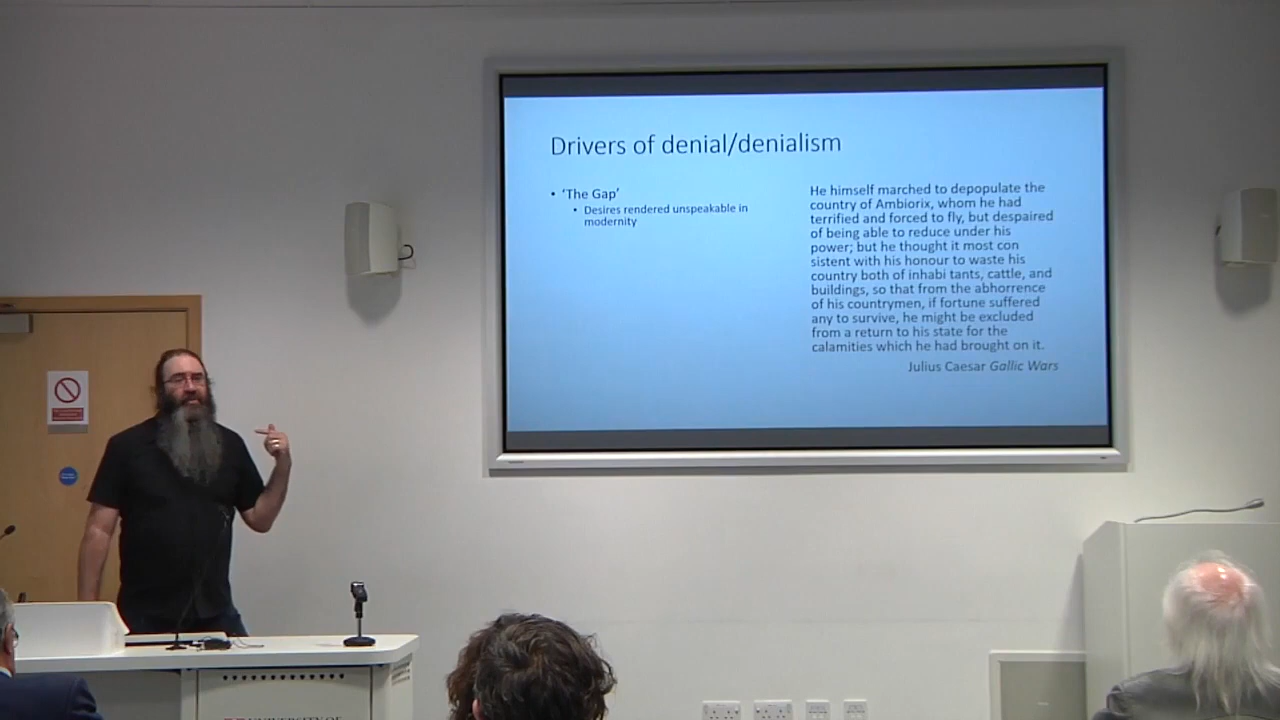 Drivers of denial/denialism
• 'The Gap'
• Desires rendered unspeakable in
modernity
He himself marched to depopulate the
country of Ambiorix, whom he had
terrified and forced to fly, but despaired
of being able to reduce under his
power; but he thought it most con
sistent with his honour to waste his
country both of inhabi tants, cattle, and
buildings, so that from the abhorrence
of his countrymen, if fortune suffered
any to survive, he might be excluded
from a return to his state for the
calamities which he had brought on it.
Julius Caesar Gallic Wars
UNIVERSITY OF